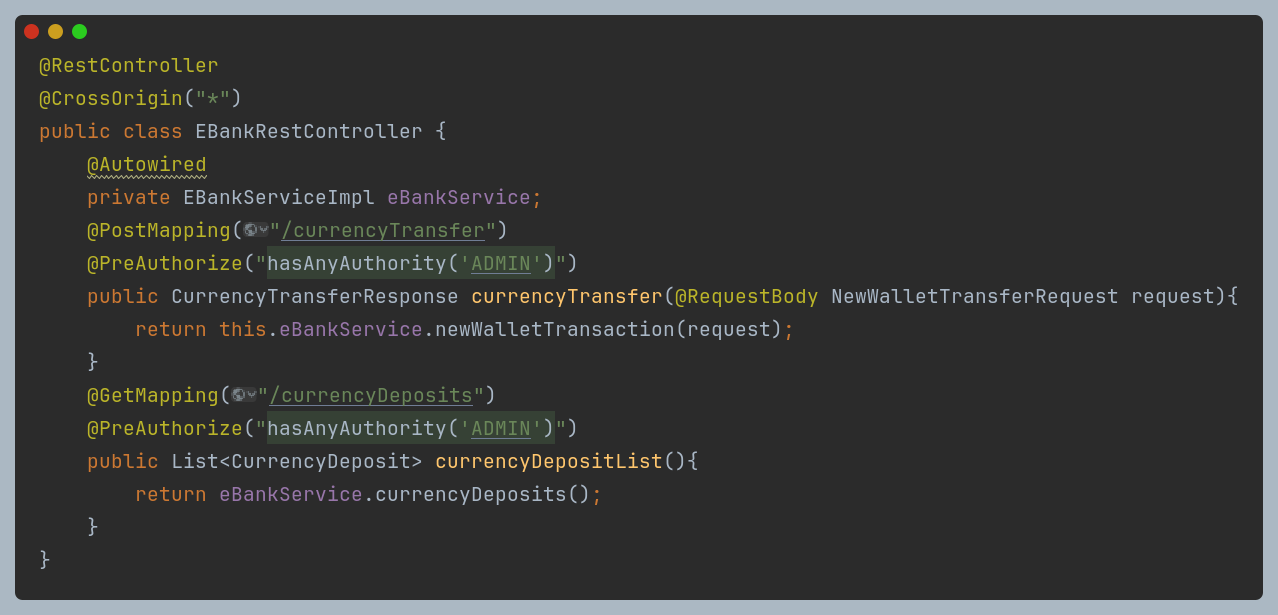 @RestController
@CrossOrigin("*")
public class EBankRestController {
    @Autowired
    private EBankServiceImpl eBankService;
    @PostMapping("/currencyTransfer")
    @PreAuthorize("hasAnyAuthority('ADMIN')")
    public CurrencyTransferResponse currencyTransfer(@RequestBody NewWalletTransferRequest request){
        return this.eBankService.newWalletTransaction(request);
    }
    @GetMapping("/currencyDeposits")
    @PreAuthorize("hasAnyAuthority('ADMIN')")
    public List<CurrencyDeposit> currencyDepositList(){
        return eBankService.currencyDeposits();
    }
}